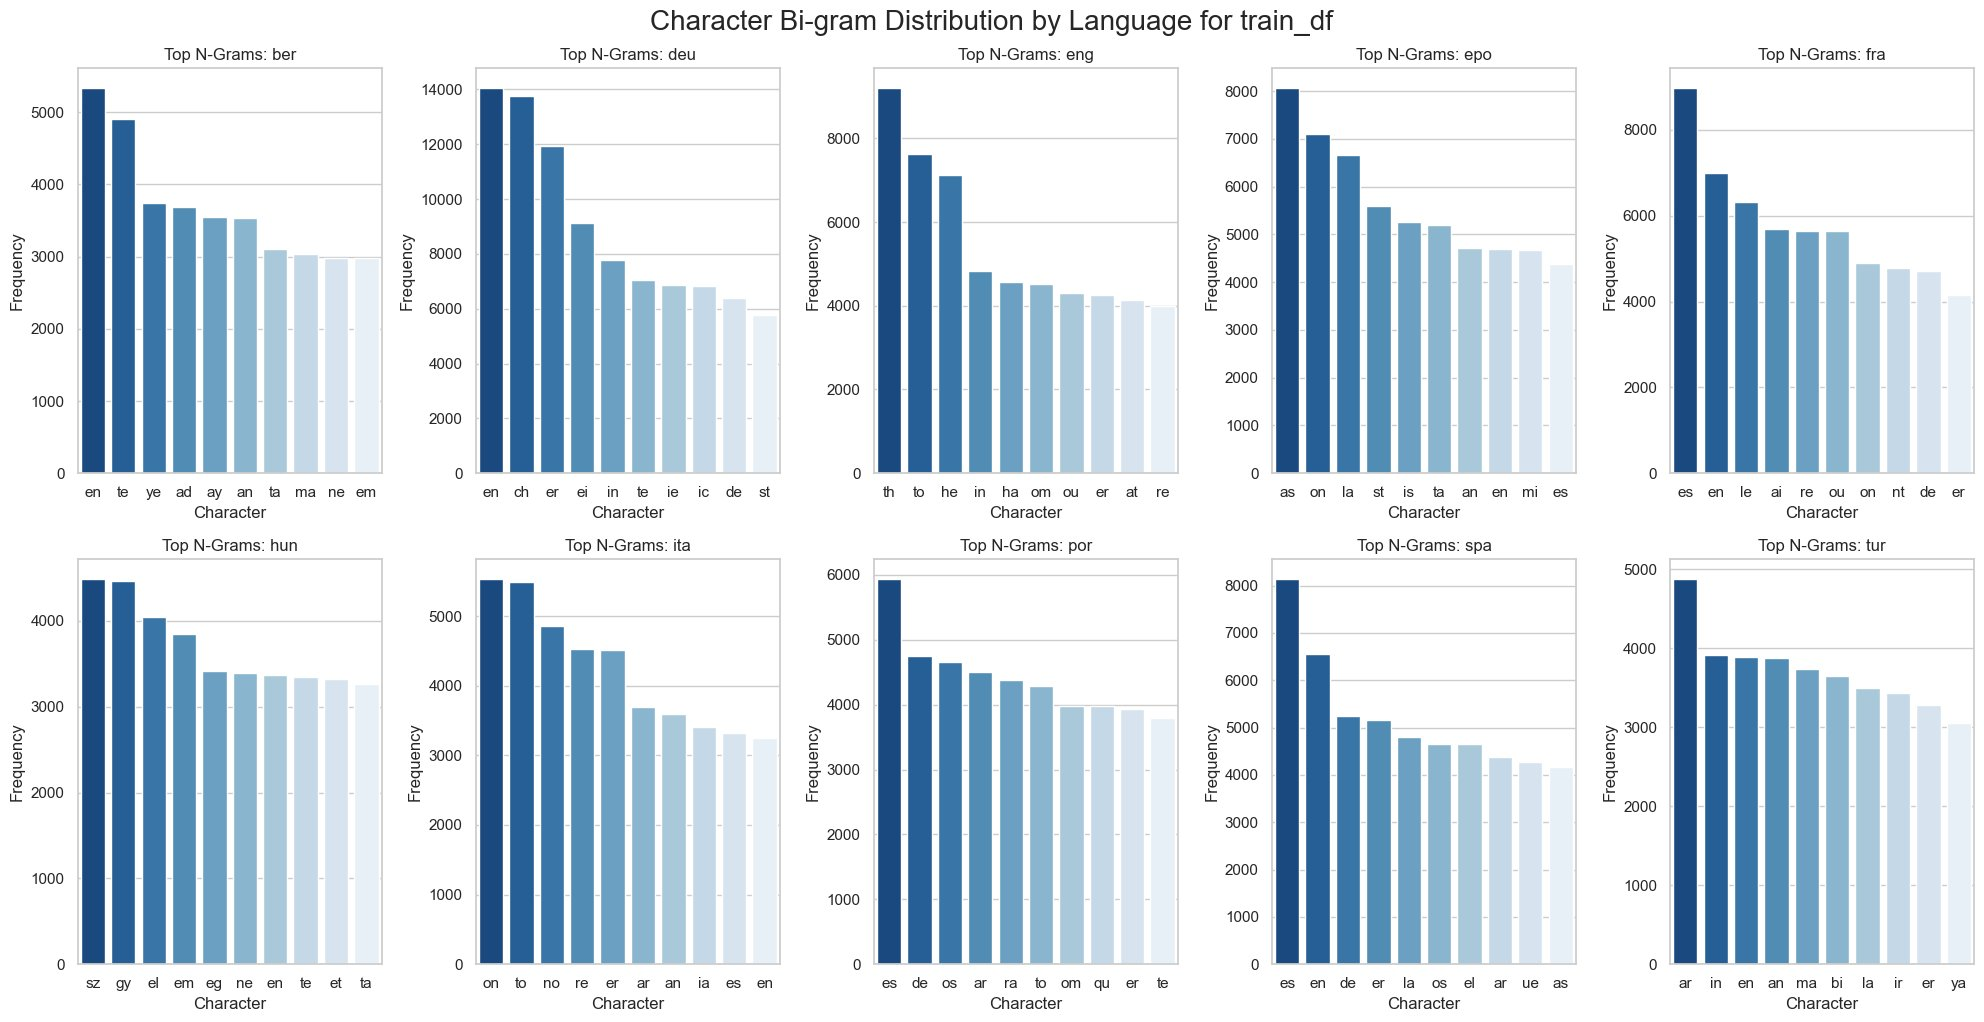 Character Bi-gram Distribution by Language for train_df
Top N-Grams: ber
Frequency
5000
4000
3000
2000
1000
0
en te ye ad ay an ta ma ne em
Character
Top N-Grams: deu
Frequency
14000
12000
10000
8000
6000
4000
2000
0
en ch er ei in te ie ic de st
Character
Top N-Grams: eng
Frequency
8000
6000
4000
2000
0
th to he in ha om ou er at re
Character
Top N-Grams: epo
Frequency
8000
7000
6000
5000
4000
3000
2000
1000
0
as on la st is ta an en mi es
Character
Top N-Grams: fra
Frequency
8000
6000
4000
2000
0
es en le ai re ou on nt de er
Character
Top N-Grams: hun
Frequency
4000
3000
2000
1000
0
sz gy el em eg ne en te et ta
Character
Top N-Grams: ita
Frequency
5000
4000
3000
2000
1000
0
on to no re er ar an ia es en
Character
Top N-Grams: por
Frequency
6000
5000
4000
3000
2000
1000
0
es de os ar ra to om qu er te
Character
Top N-Grams: spa
Frequency
8000
7000
6000
5000
4000
3000
2000
1000
0
es en de er la os el ar ue as
Character
Top N-Grams: tur
Frequency
5000
4000
3000
2000
1000
0
ar in en an ma bi la ir er ya
Character